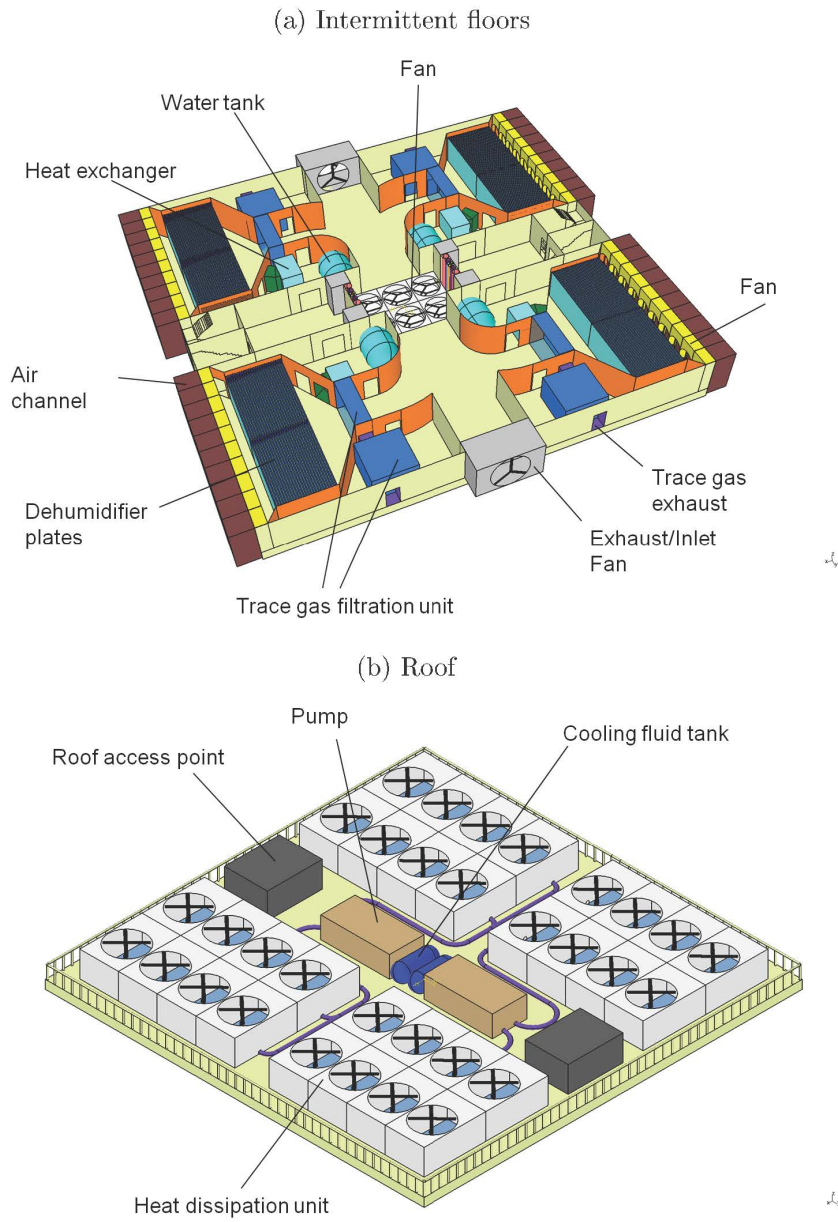 (a) Intermittent floors
Fan
Water tank
Heat exchanger
Fan
Air
channel
Trace gas
exhaust
Dehumidifier
plates
Exhaust/Inlet
Fan
Trace gas filtration unit
(b) Roof
Pump
Cooling fluid tank
Roof access point
Heat dissipation unit